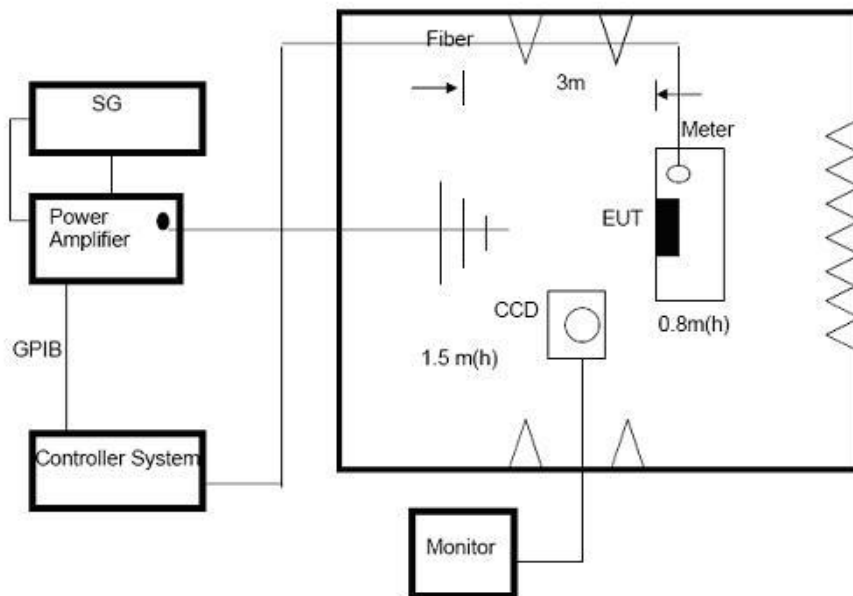 Fiber
3m
SG
Meter
Power
Amplifier
EUT
CCD
0.8m(h)
GPIB
1.5 m(h)
Controller System
Monitor